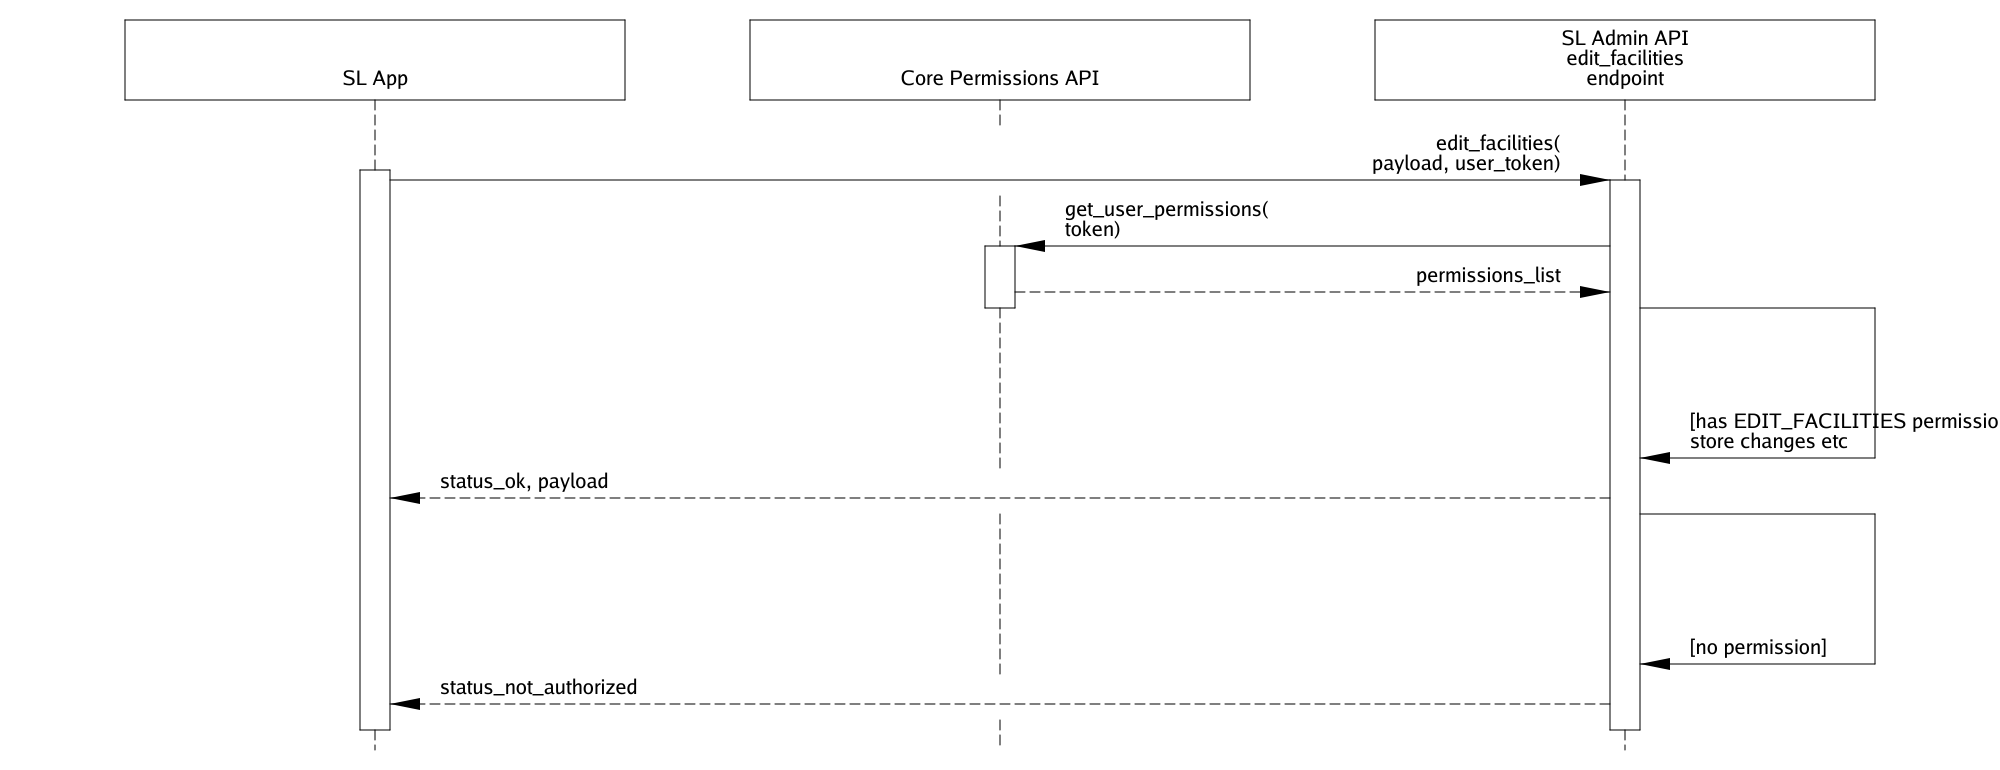 SL App
Core Permissions API
SL Admin API
edit_facilities
endpoint
edit_facilities(
payload, user_token)
get_user_permissions(
token)
permissions_list
[has EDIT_FACILITIES permissio
store changes etc
status_ok, payload
[no permission]
status_not_authorized